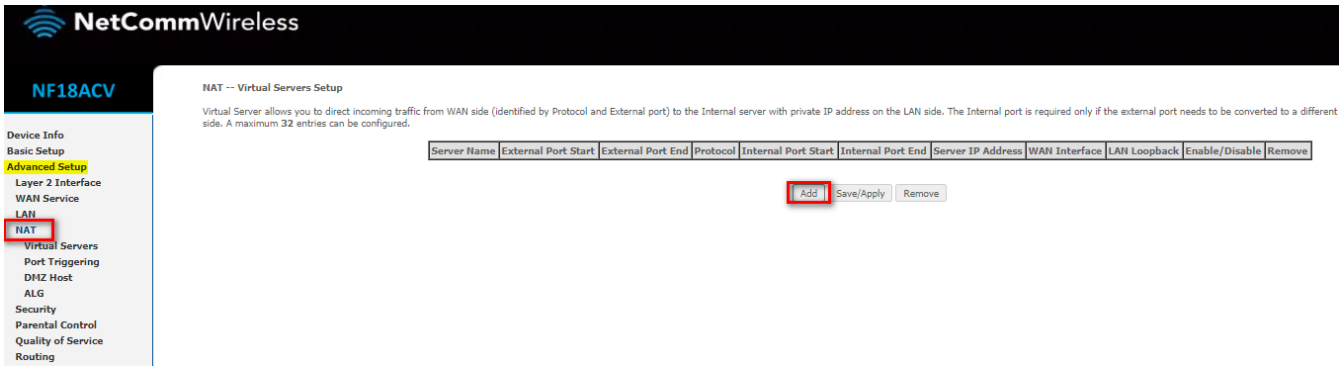 NetCommWireless
NF18ACV
Device Info
Basic Setup
Advanced Setup
Layer 2 Interface
WAN Service
LAN
NAT
Virtual Servers
Port Triggering
DMZ Host
ALG
Security
Parental Control
Quality of Service
Routing
NAT -- Virtual Servers Setup
Virtual Server allows you to direct incoming traffic from WAN side (identified by Protocol and External port) to the Internal server with private IP address on the LAN side. The Internal port is required only if the external port needs to be converted to a different
side. A maximum 32 entries can be configured.
Server Name External Port Start External Port End Protocol Internal Port Start Internal Port End Server IP Address WAN Interface LAN Loopback Enable/Disable Remove
Add Save/Apply Remove